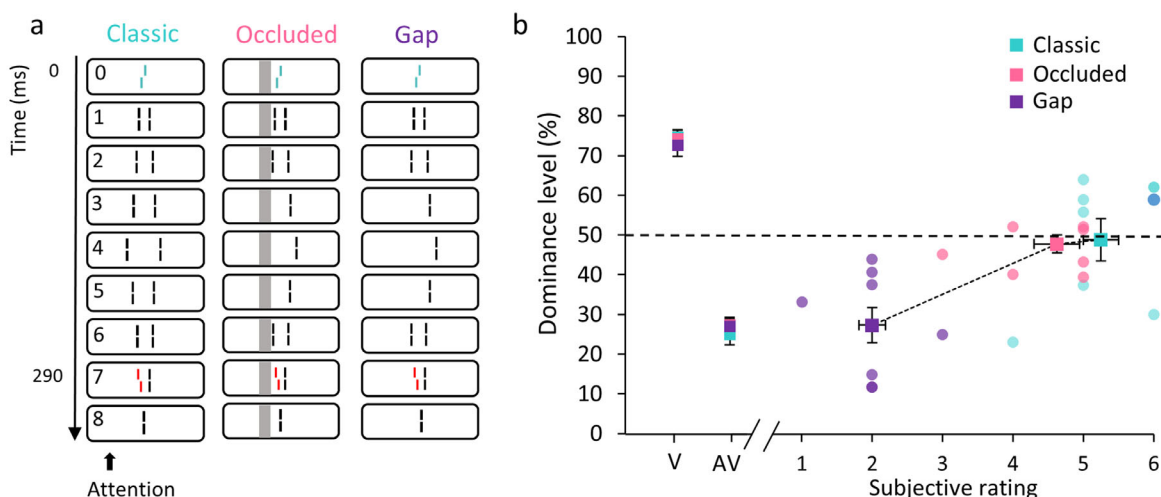 a
Classic
Occluded
Gap
Time (ms)
0
290
0
1
2
3
4
5
6
7
8
Attention
b
Dominance level (%)
100
90
80
70
60
50
40
30
20
10
0
Classic
Occluded
Gap
V AV 1 2 3 4 5 6
Subjective rating